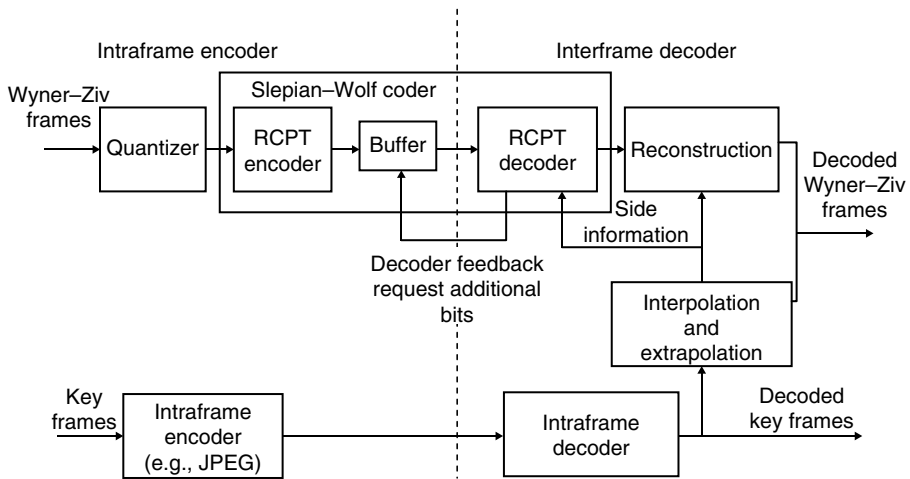 Intraframe encoder
Interframe decoder
Wyner–Ziv
frames
Slepian–Wolf coder
Quantizer
RCPT
encoder
Buffer
RCPT
decoder
Reconstruction
Decoded
Wyner–Ziv
frames
Side
information
Decoder feedback
request additional
bits
Interpolation
and
extrapolation
Key
frames
Intraframe
encoder
(e.g., JPEG)
Intraframe
decoder
Decoded
key frames